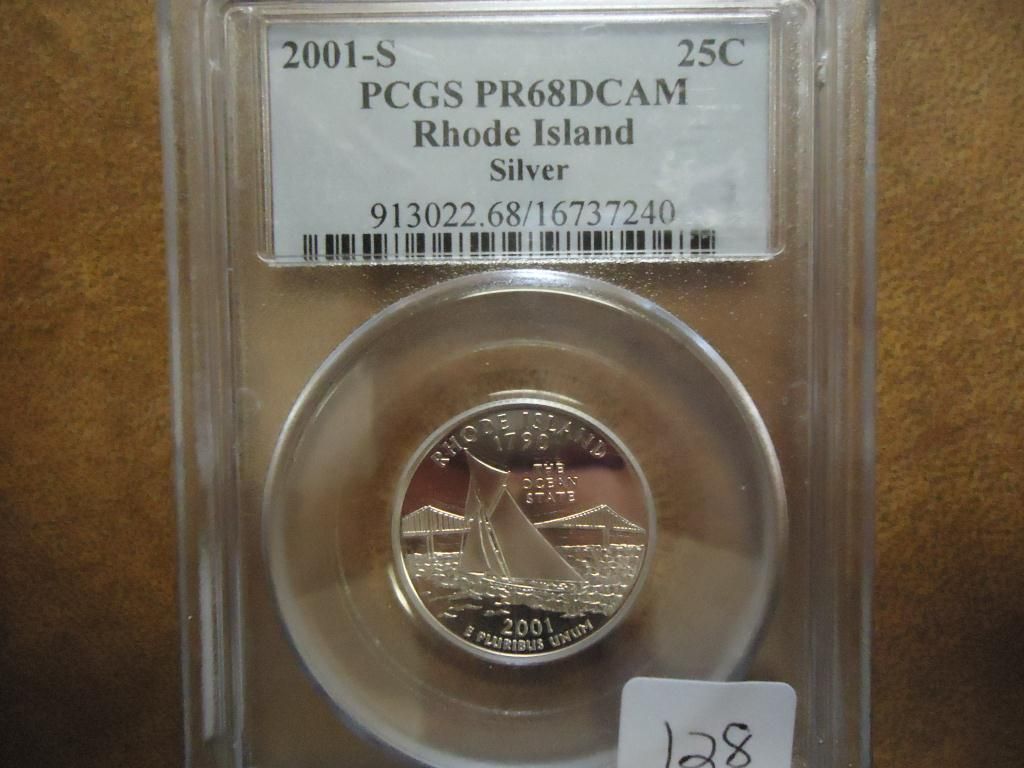 2001-S 25C
PCGS PR68DCAM
Rhode Island
Silver
913022.68/16737240
RHODE ISLAND
1790
THE
OCEAN
STATE
2001
E PLURIBUS UNUM
128